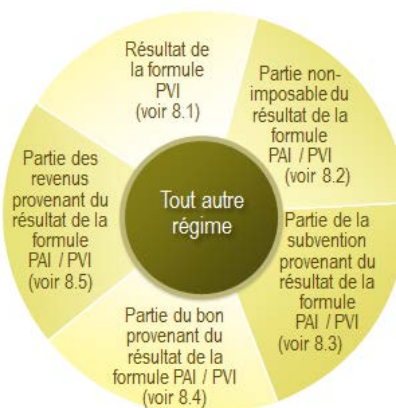 Résultat de
la formule
PVI
(voir 8.1)
Partie non-
imposable du
résultat de la
formule
PAI / PVI
(voir 8.2)
Partie de la
subvention
provenant du
résultat de la
formule
PAI / PVI
(voir 8.3)
Partie du bon
provenant du
résultat de la
formule PAI / PVI
(voir 8.4)
Partie des
revenus
provenant du
résultat de la
formule
PAI / PVI
(voir 8.5)
Tout autre
régime